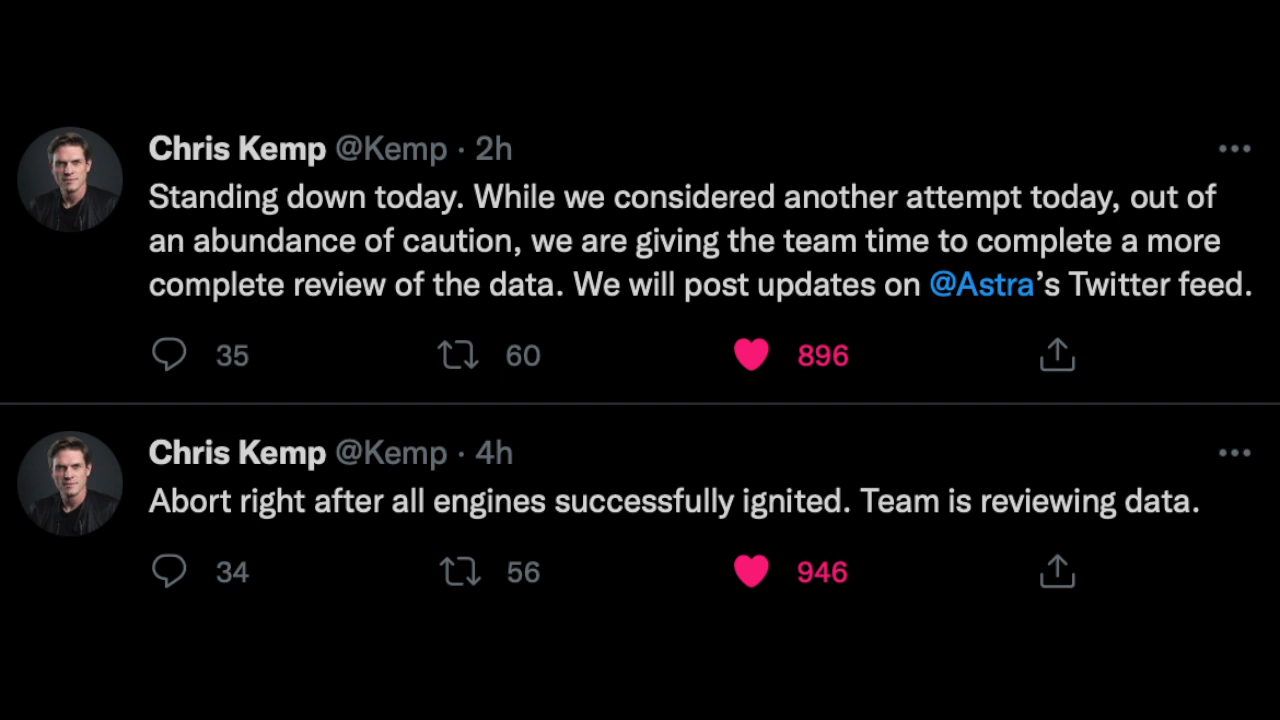 Chris Kemp @Kemp · 2h
Standing down today. While we considered another attempt today, out of
an abundance of caution, we are giving the team time to complete a more
complete review of the data. We will post updates on @Astra’s Twitter feed.
35 60 896
Chris Kemp @Kemp · 4h
Abort right after all engines successfully ignited. Team is reviewing data.
34 56 946